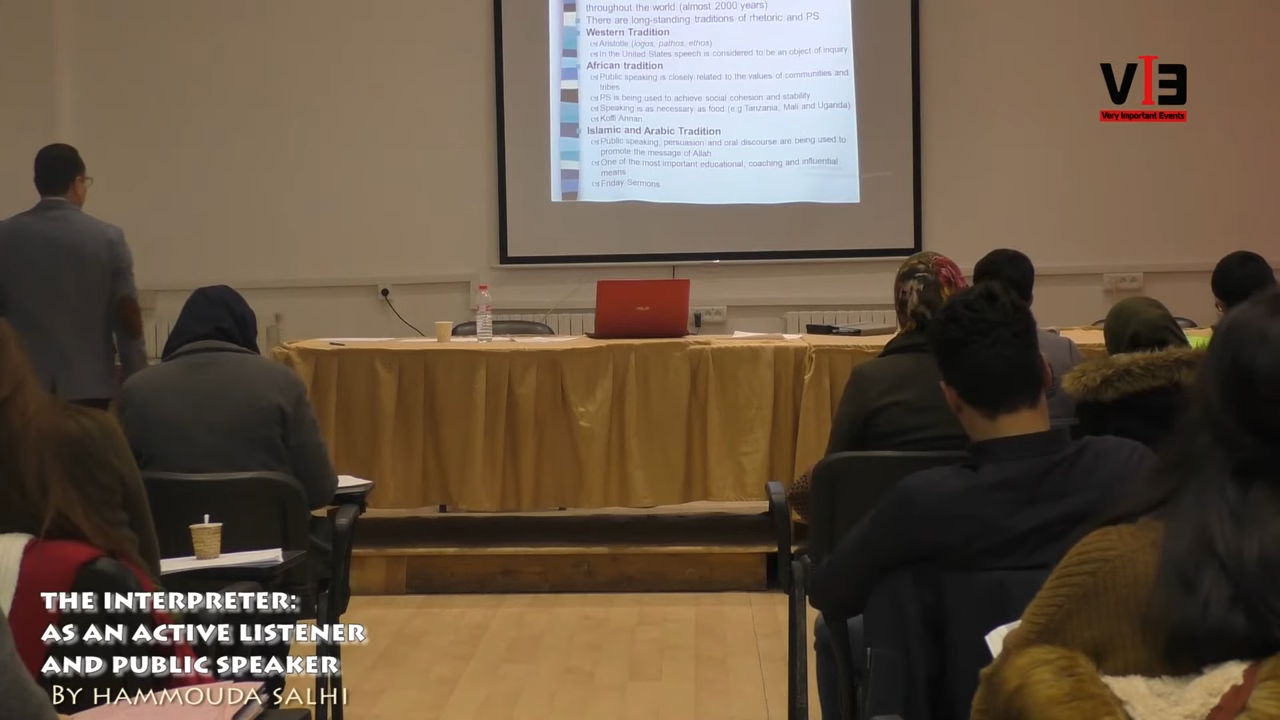 throughout the world (almost 2000 years)
There are long-standing traditions of rhetoric and PS
Western Tradition
Aristotle (logos, pathos, ethos)
In the United States speech is considered to be an object of inquiry
African tradition
Public speaking is closely related to the values of communities and
tribes
PS is being used to achieve social cohesion and stability
Speaking is as necessary as food (e.g Tanzania, Mali and Uganda)
Koffi Annan
Islamic and Arabic Tradition
Public speaking, persuasion and oral discourse are being used to
promote the message of Allah
One of the most important educational, coaching and influential
means
Friday Sermons
VIE
Very Important Events
ASUS
THE INTERPRETER:
AS AN ACTIVE LISTENER
AND PUBLIC SPEAKER
BY HAMMOUDA SALHI